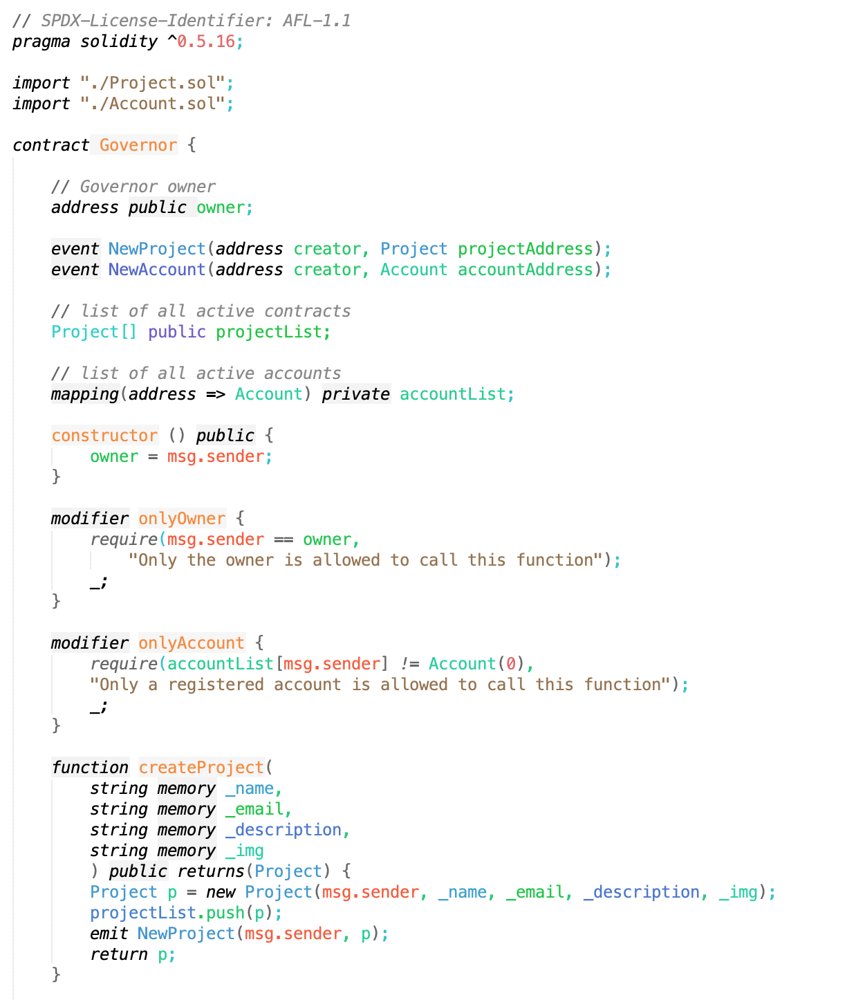 // SPDX-License-Identifier: AFL-1.1
pragma solidity ^0.5.16;
import "./Project.sol";
import "./Account.sol";
contract Governor {
// Governor owner
address public owner;
event NewProject(address creator, Project projectAddress);
event NewAccount(address creator, Account accountAddress);
// list of all active contracts
Project[] public projectList;
// list of all active accounts
mapping(address => Account) private accountList;
constructor () public {
owner = msg.sender;
}
modifier onlyOwner {
require(msg.sender == owner,
"Only the owner is allowed to call this function");
_;
}
modifier onlyAccount {
require(accountList[msg.sender] != Account(0),
"Only a registered account is allowed to call this function");
_;
}
function createProject(
string memory _name,
string memory _email,
string memory _description,
string memory _img
) public returns(Project) {
Project p = new Project(msg.sender, _name, _email, _description, _img);
projectList.push(p);
emit NewProject(msg.sender, p);
return p;
}